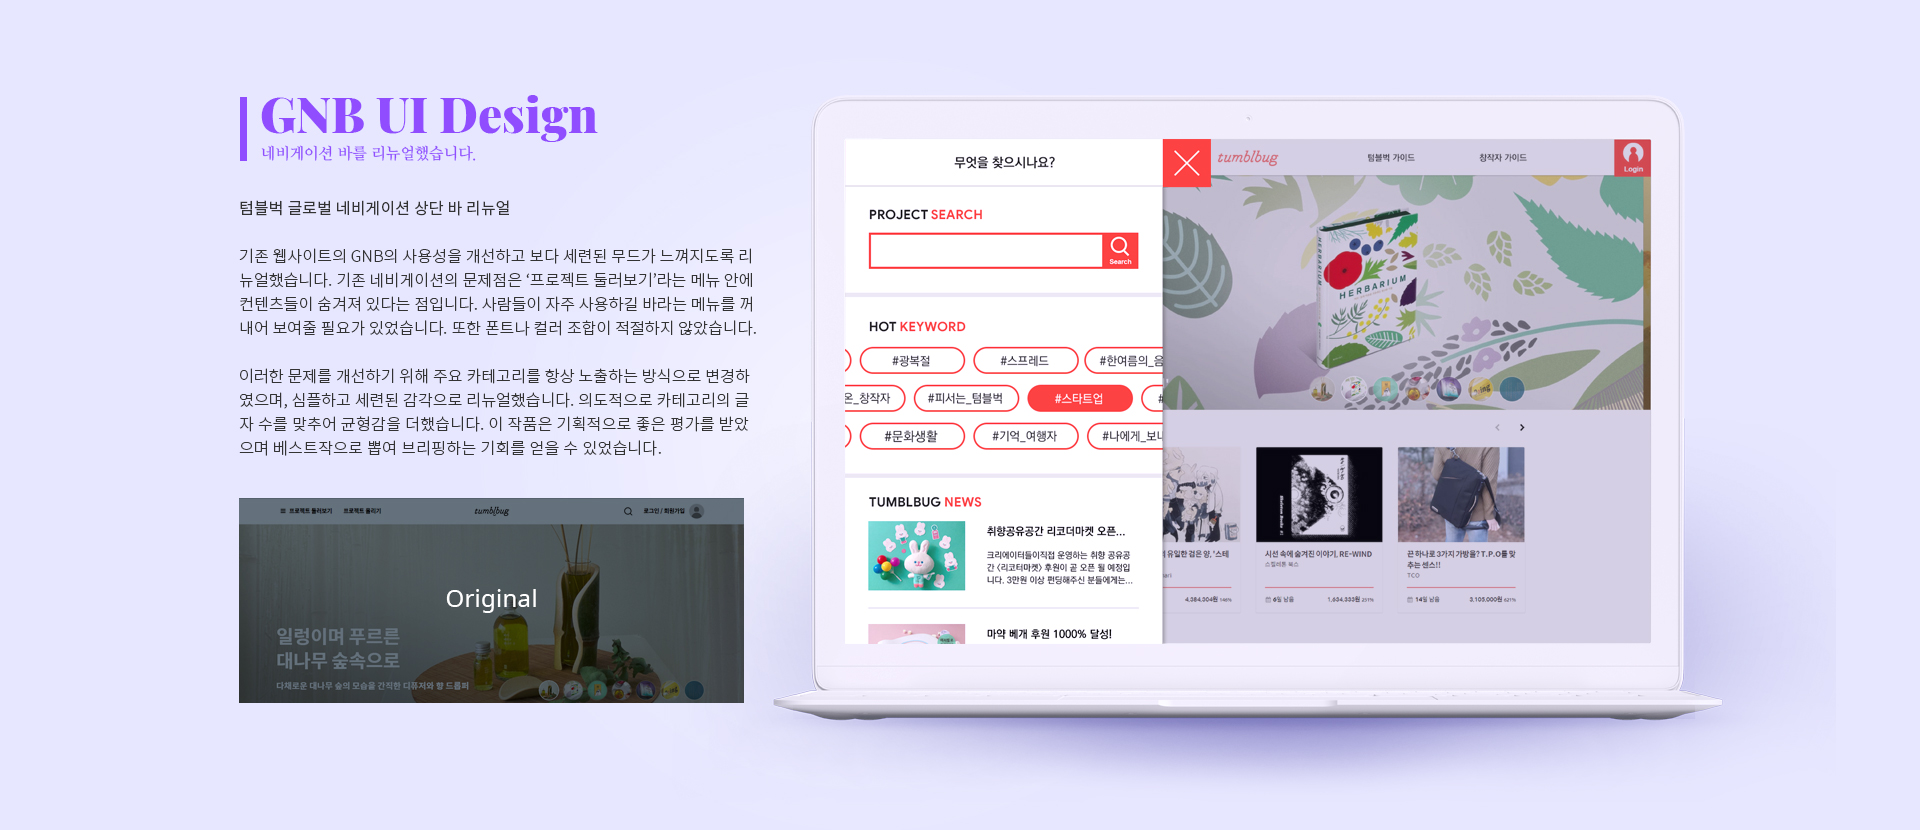 GNB UI Design
네비게이션 바를 리뉴얼했습니다.
텀블벅 글로벌 네비게이션 상단 바 리뉴얼
기존 웹사이트의 GNB의 사용성을 개선하고 보다 세련된 무드가 느껴지도록 리
뉴얼했습니다. 기존 네비게이션의 문제점은 ‘프로젝트 둘러보기’라는 메뉴 안에
컨텐츠들이 숨겨져 있다는 점입니다. 사람들이 자주 사용하길 바라는 메뉴를 꺼
내어 보여줄 필요가 있었습니다. 또한 폰트나 컬러 조합이 적절하지 않았습니다.
이러한 문제를 개선하기 위해 주요 카테고리를 항상 노출하는 방식으로 변경하
였으며, 심플하고 세련된 감각으로 리뉴얼했습니다. 의도적으로 카테고리의 글
자 수를 맞추어 균형감을 더했습니다. 이 작품은 기획적으로 좋은 평가를 받았
으며 베스트작으로 뽑여 브리핑하는 기회를 얻을 수 있었습니다.
프로젝트 둘러보기 프로젝트 올리기 tumblbug 로그인 / 회원가입
Original
일렁이며 푸르른
대나무 숲속으로
다채로운 대나무 숲의 모습을 간직한 디퓨져와 향 드롭퍼
무엇을 찾으시나요?
PROJECT SEARCH
Search
HOT KEYWORD
#광복절 #스프레드 #한여름의_음
온_창작자 #피서는_텀블벅 #스타트업 #
#문화생활 #기억_여행자 #나에게_보내
TUMBLBUG NEWS
취향공유공간 리코더마켓 오픈...
크리에이터들이직접 운영하는 취향 공유공
간 <리코터마켓> 후원이 곧 오픈 될 예정입
니다. 3만원 이상 펀딩해주신 분들에게는...
마약 베개 후원 1000% 달성!
tumblbug 텀블벅 가이드 창작자 가이드 Login
HERBARIUM
HERBARIUM
의 유일한 검은 양, '스테
4,384,304원 146%
시선 속에 숨겨진 이야기, RE-WIND
스켈레톤 북스
6일 남음 1,634,333원 251%
끈 하나로 3가지 가방을? T.P.O를 맞
추는 센스!!
TCO
14일 남음 3,105,000원 621%